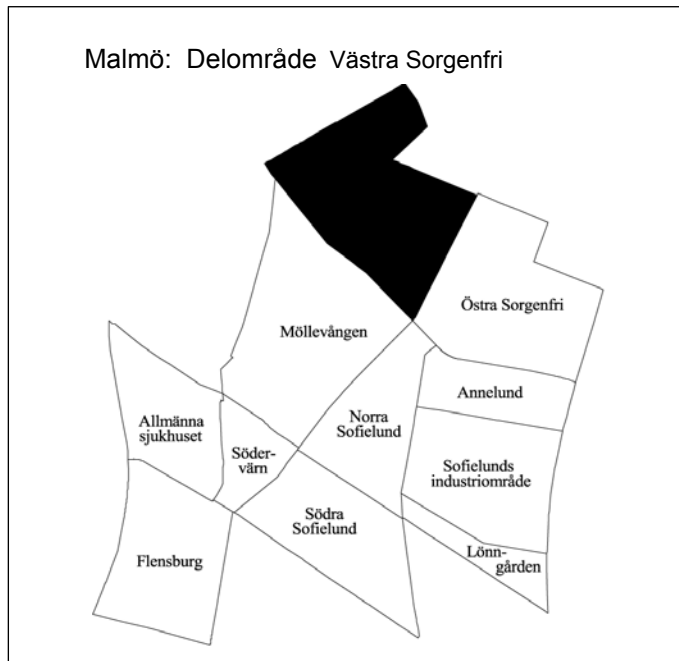 Malmö: Delområde Västra Sorgenfri
Östra Sorgenfri
Möllevången
Annelund
Allmänna
sjukhuset
Söder-
värn
Norra
Sofielund
Sofielunds
industriområde
Södra
Sofielund
Lönn-
gården
Flensburg